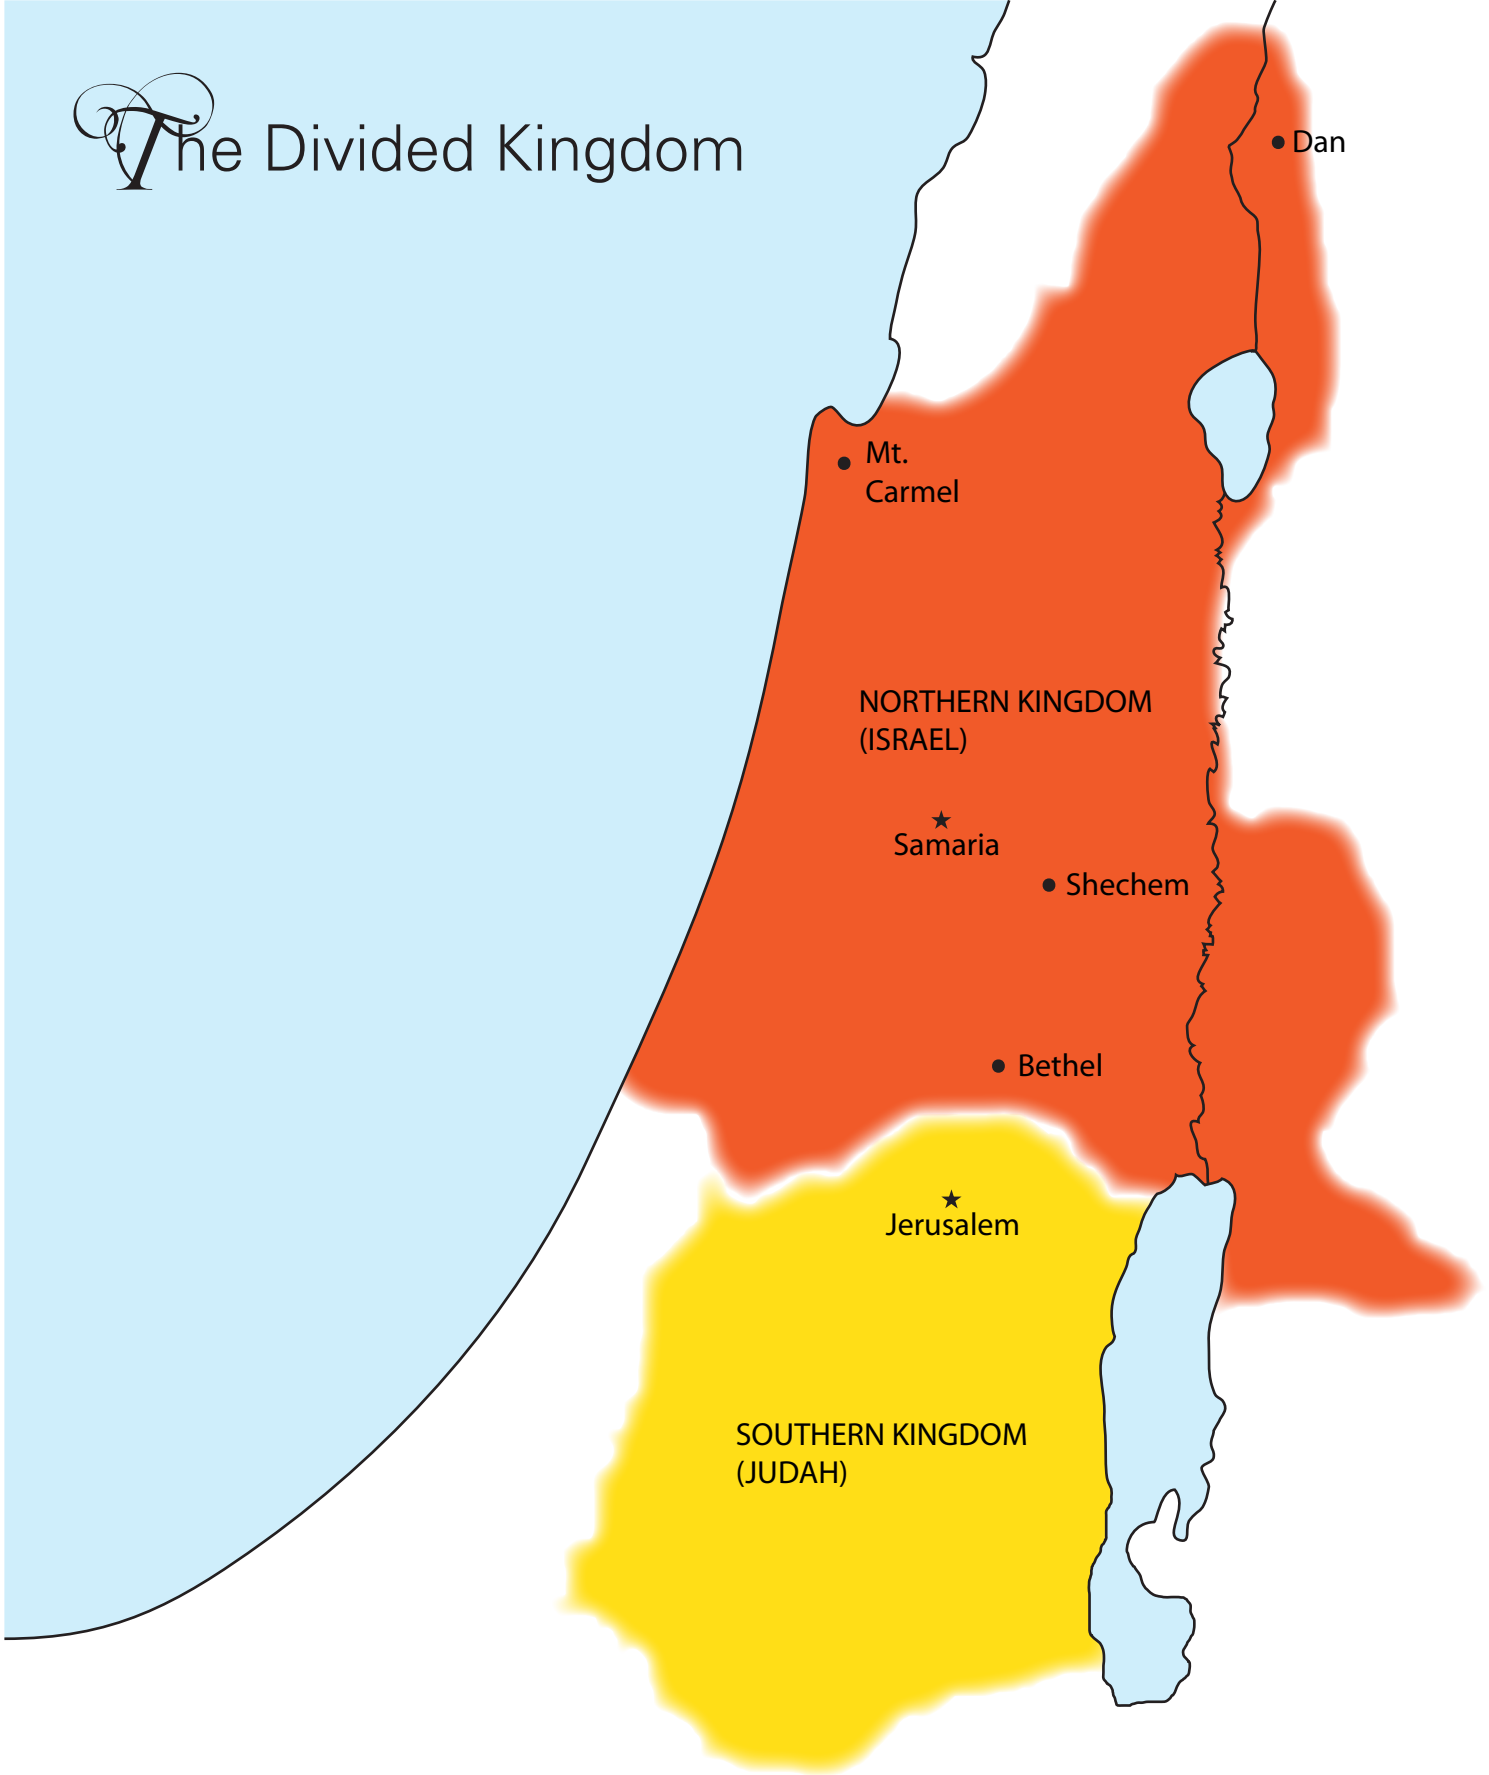 The Divided Kingdom
Dan
Mt.
Carmel
NORTHERN KINGDOM
(ISRAEL)
Samaria
Shechem
Bethel
Jerusalem
SOUTHERN KINGDOM
(JUDAH)